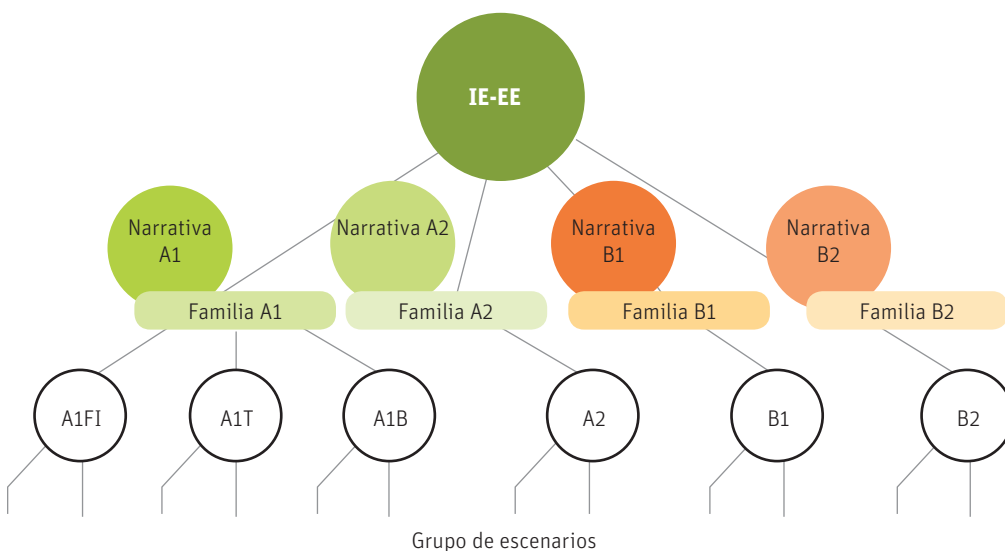 IE-EE
Narrativa
A1
Narrativa A2
Narrativa
B1
Narrativa
B2
Familia A1
Familia A2
Familia B1
Familia B2
A1FI
A1T
A1B
A2
B1
B2
Grupo de escenarios